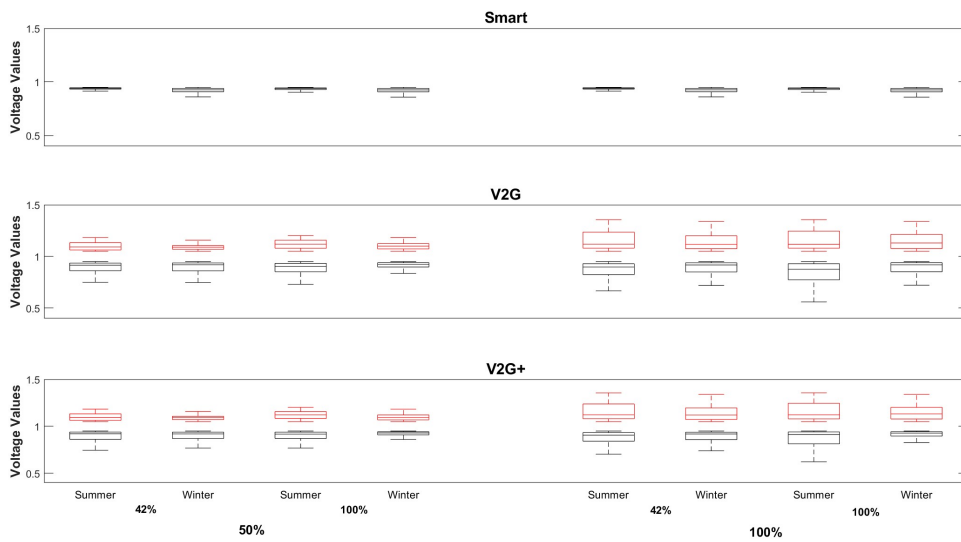 Smart
Voltage Values
1.5
1
0.5
V2G
Voltage Values
1.5
1
0.5
V2G+
Voltage Values
1.5
1
0.5
Summer Winter Summer Winter Summer Winter Summer Winter
42% 100% 42% 100%
50% 100%